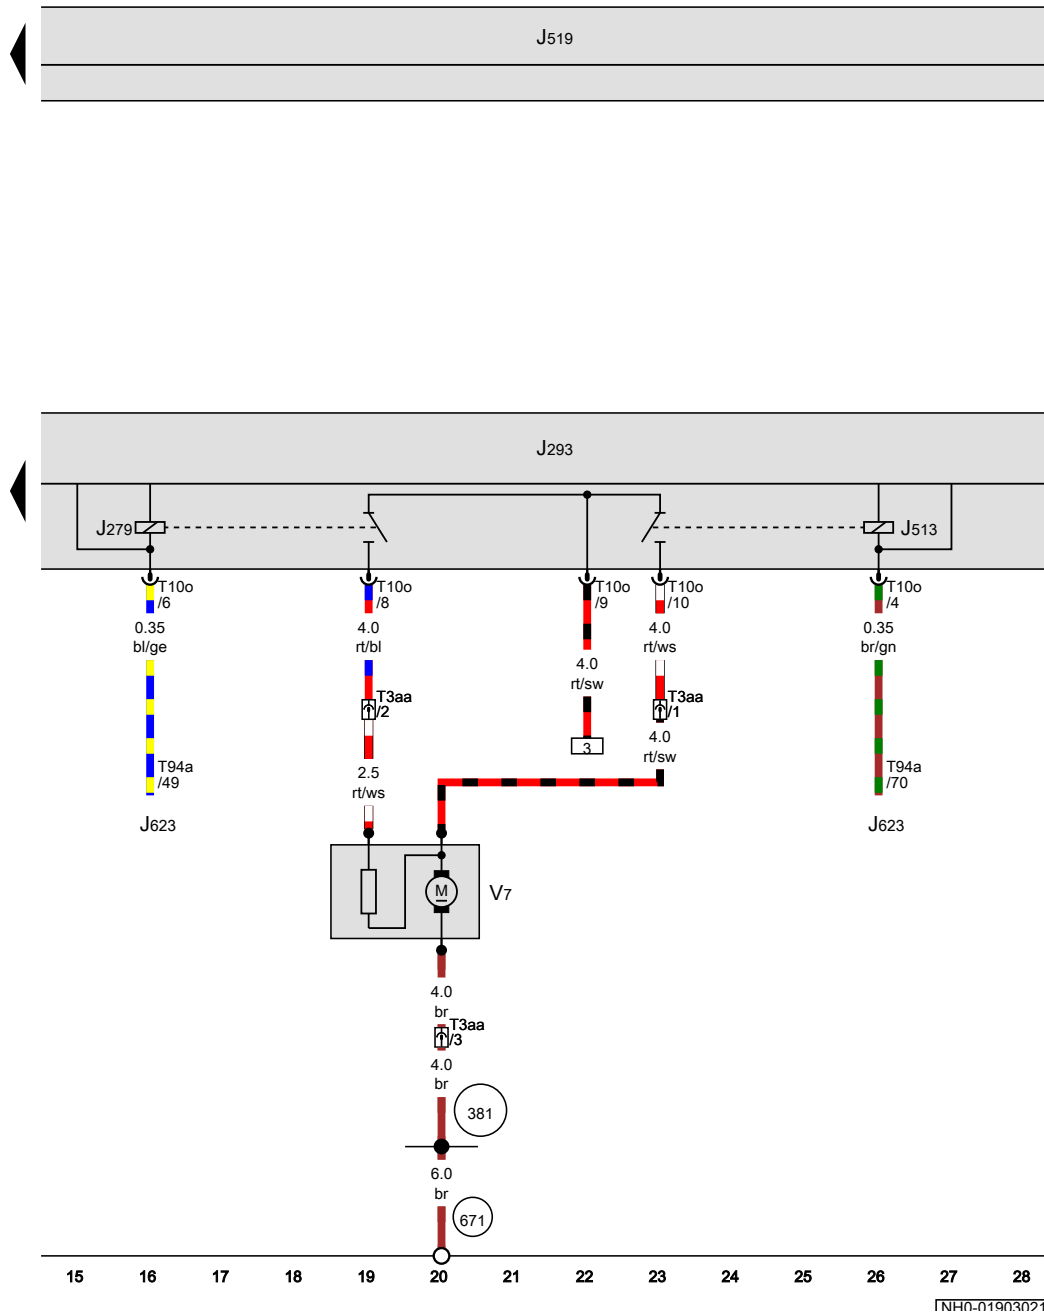 J519
J293
J279
J513
T10o
/6
T10o
/8
T10o
/9
T10o
/10
T10o
/4
0.35
bl/ge
4.0
rt/bl
4.0
rt/ws
0.35
br/gn
4.0
rt/sw
T3aa
/2
T3aa
/1
3
4.0
rt/sw
T94a
/49
2.5
rt/ws
T94a
/70
J623
J623
M
V7
4.0
br
T3aa
/3
4.0
br
381
6.0
br
671
15 16 17 18 19 20 21 22 23 24 25 26 27 28
NH0-01903021